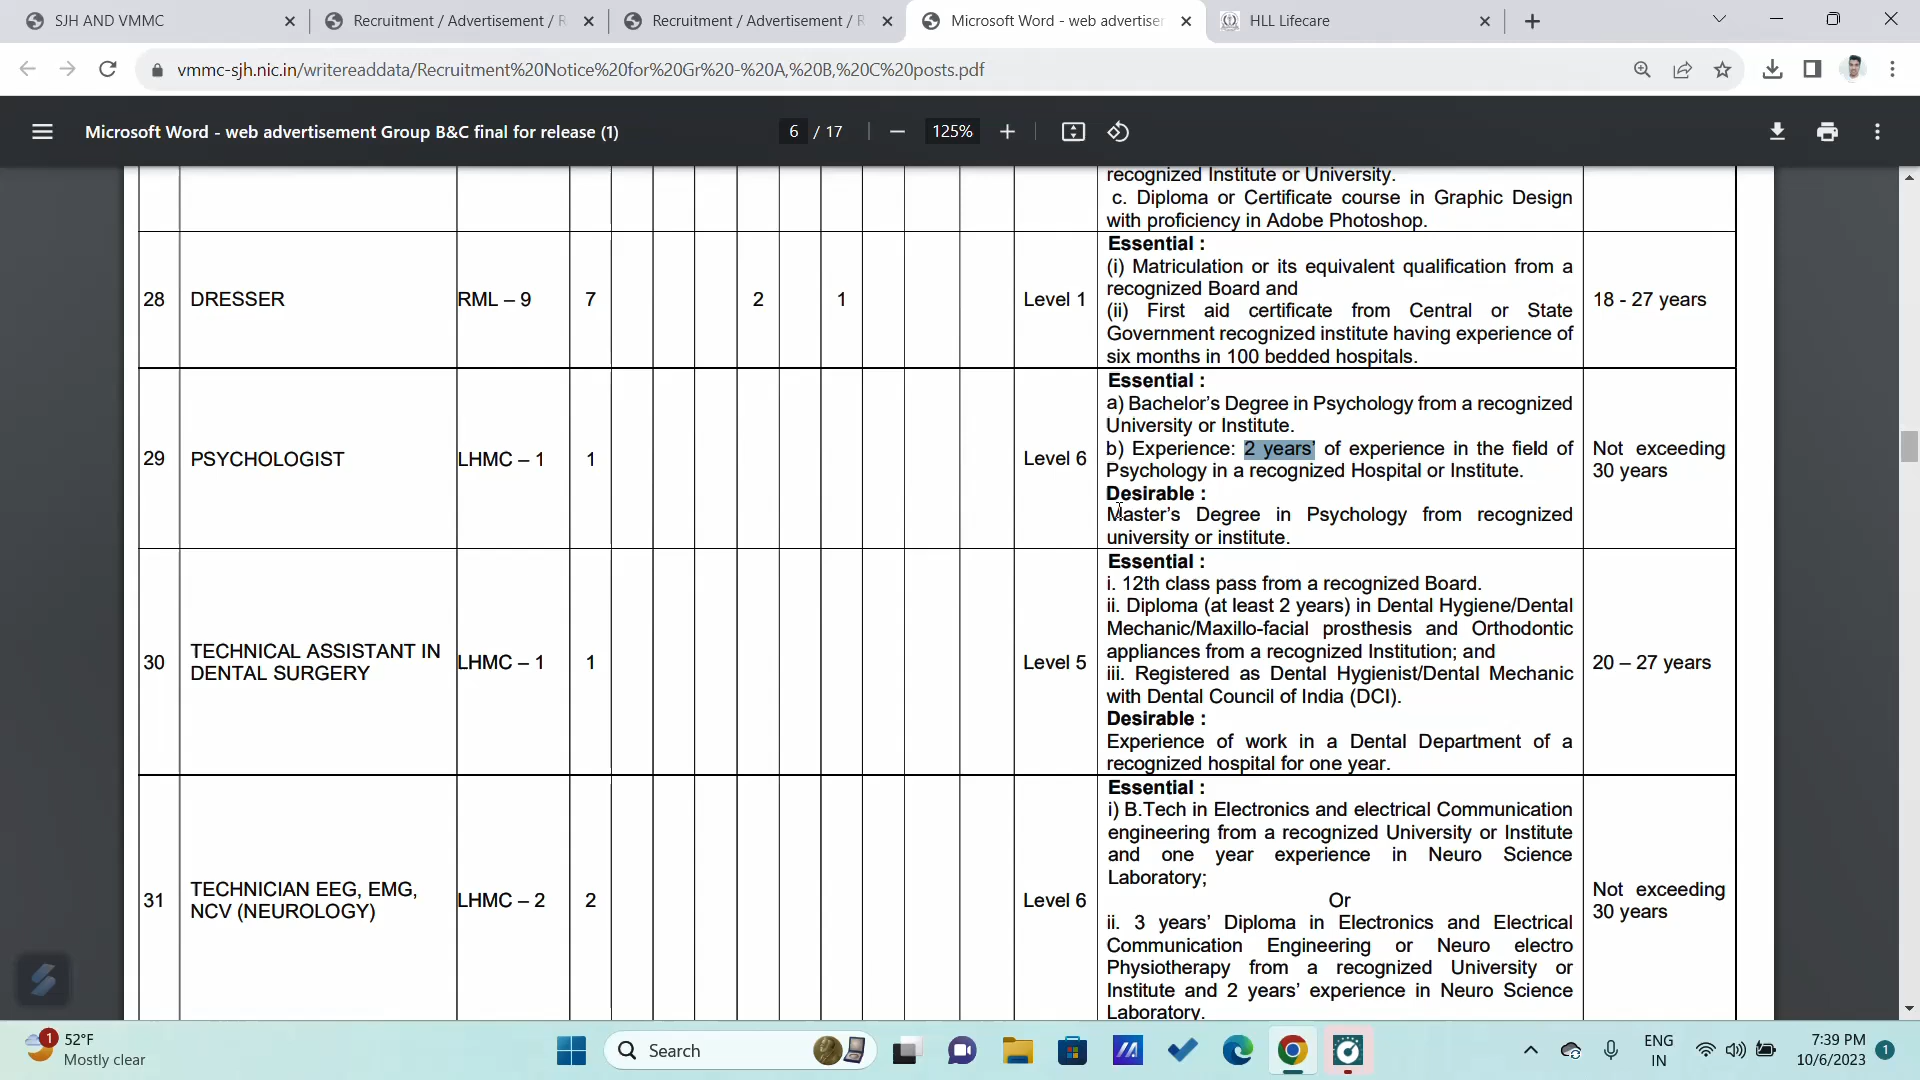 SJH AND VMMC
Recruitment / Advertisement / R
Recruitment / Advertisement / R
Microsoft Word - web advertiser
HLL Lifecare
vmmc-sjh.nic.in/writereaddata/Recruitment%20Notice%20for%20Gr%20-%20A,%20B,%20C%20posts.pdf
Microsoft Word - web advertisement Group B&C final for release (1)
6 / 17
125%
recognized Institute or University.
c. Diploma or Certificate course in Graphic Design
with proficiency in Adobe Photoshop.
28 DRESSER RML – 9 7 2 1 Level 1
Essential :
(i) Matriculation or its equivalent qualification from a
recognized Board and
(ii) First aid certificate from Central or State
Government recognized institute having experience of
six months in 100 bedded hospitals.
18 - 27 years
29 PSYCHOLOGIST LHMC – 1 1 Level 6
Essential :
a) Bachelor's Degree in Psychology from a recognized
University or Institute.
b) Experience: 2 years' of experience in the field of
Psychology in a recognized Hospital or Institute.
Desirable :
Master's Degree in Psychology from recognized
university or institute.
Not exceeding
30 years
30 TECHNICAL ASSISTANT IN
DENTAL SURGERY
LHMC – 1 1 Level 5
Essential :
i. 12th class pass from a recognized Board.
ii. Diploma (at least 2 years) in Dental Hygiene/Dental
Mechanic/Maxillo-facial prosthesis and Orthodontic
appliances from a recognized Institution; and
iii. Registered as Dental Hygienist/Dental Mechanic
with Dental Council of India (DCI).
Desirable :
Experience of work in a Dental Department of a
recognized hospital for one year.
20 – 27 years
31 TECHNICIAN EEG, EMG,
NCV (NEUROLOGY)
LHMC – 2 2 Level 6
Essential :
i) B.Tech in Electronics and electrical Communication
engineering from a recognized University or Institute
and one year experience in Neuro Science
Laboratory;
Or
ii. 3 years' Diploma in Electronics and Electrical
Communication Engineering or Neuro electro
Physiotherapy from a recognized University or
Institute and 2 years' experience in Neuro Science
Laboratory.
Not exceeding
30 years
1
52°F
Mostly clear
Search
ENG
IN
7:39 PM
10/6/2023
1